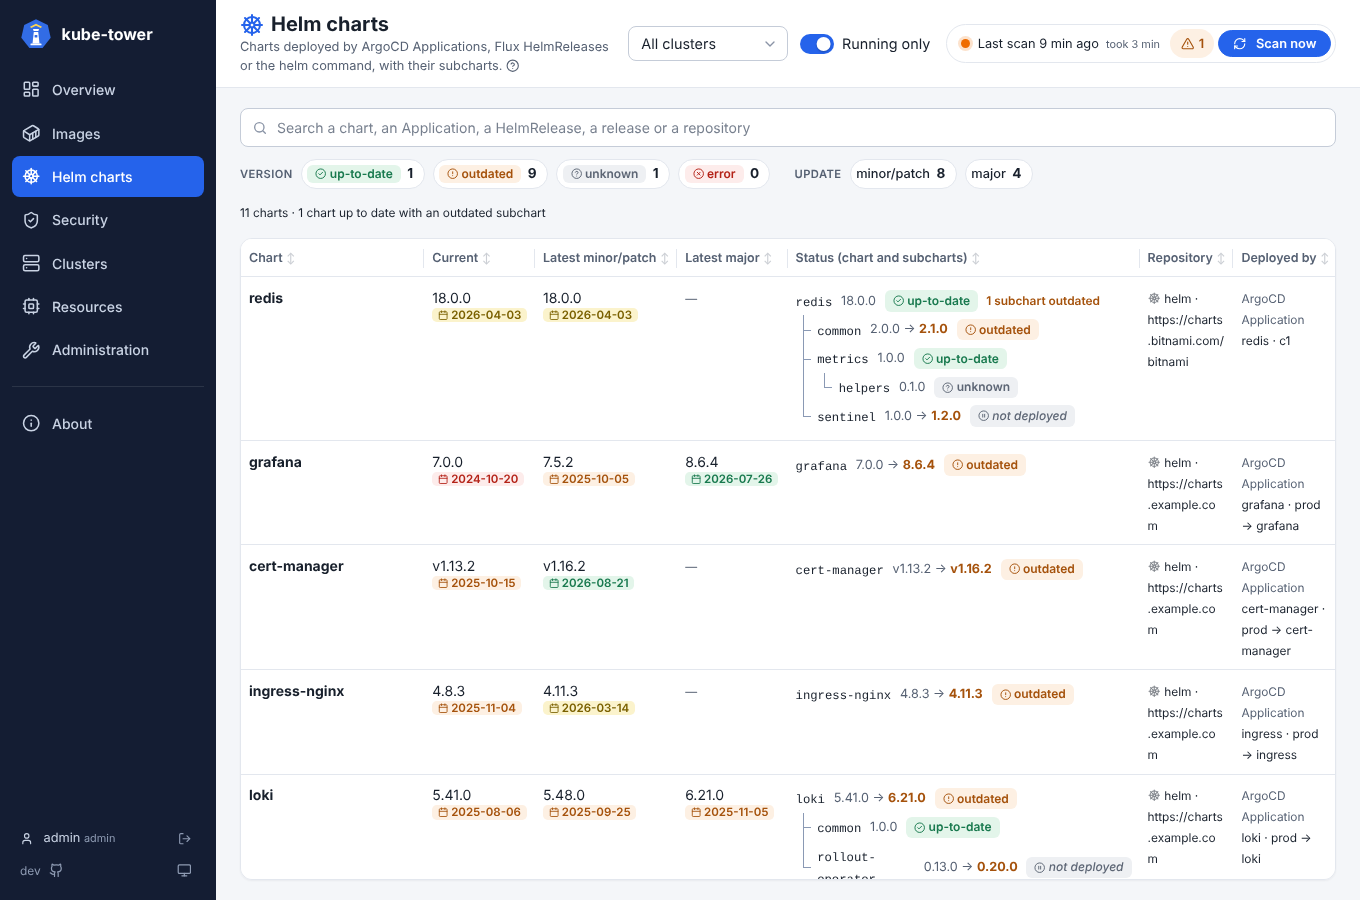 kube-tower
Overview
Images
Helm charts
Security
Clusters
Resources
Administration
About
admin admin
dev
Helm charts
Charts deployed by ArgoCD Applications, Flux HelmReleases
or the helm command, with their subcharts.
All clusters
Running only
Last scan 9 min ago took 3 min
1
Scan now
Search a chart, an Application, a HelmRelease, a release or a repository
VERSION up-to-date 1 outdated 9 unknown 1 error 0 UPDATE minor/patch 8 major 4
11 charts · 1 chart up to date with an outdated subchart
Chart Current Latest minor/patch Latest major Status (chart and subcharts) Repository Deployed by
redis
18.0.0
2026-04-03
18.0.0
2026-04-03
—
redis 18.0.0 up-to-date 1 subchart outdated
common 2.0.0 → 2.1.0 outdated
metrics 1.0.0 up-to-date
helpers 0.1.0 unknown
sentinel 1.0.0 → 1.2.0 not deployed
helm ·
https://charts
.bitnami.com/
bitnami
ArgoCD
Application
redis · c1
grafana
7.0.0
2024-10-20
7.5.2
2025-10-05
8.6.4
2026-07-26
grafana 7.0.0 → 8.6.4 outdated
helm ·
https://charts
.example.co
m
ArgoCD
Application
grafana · prod
→ grafana
cert-manager
v1.13.2
2025-10-15
v1.16.2
2026-08-21
—
cert-manager v1.13.2 → v1.16.2 outdated
helm ·
https://charts
.example.co
m
ArgoCD
Application
cert-manager ·
prod → cert-
manager
ingress-nginx
4.8.3
2025-11-04
4.11.3
2026-03-14
—
ingress-nginx 4.8.3 → 4.11.3 outdated
helm ·
https://charts
.example.co
m
ArgoCD
Application
ingress · prod
→ ingress
loki
5.41.0
2025-08-06
5.48.0
2025-09-25
6.21.0
2025-11-05
loki 5.41.0 → 6.21.0 outdated
common 1.0.0 up-to-date
rollout-
operator
0.13.0 → 0.20.0 not deployed
helm ·
https://charts
.example.co
m
ArgoCD
Application
loki · prod →
loki